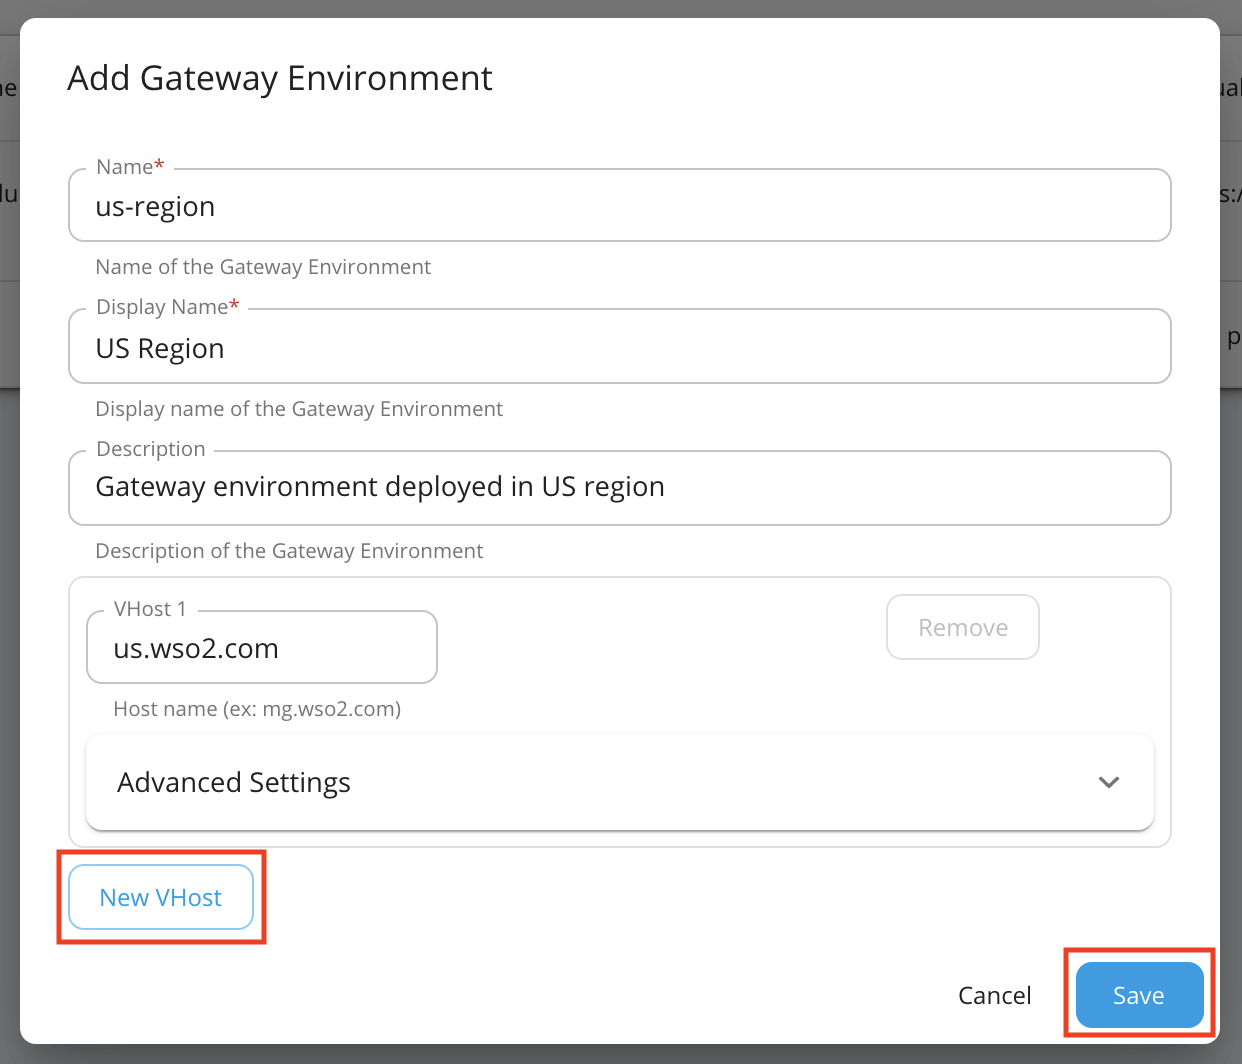 Add Gateway Environment
Name*
us-region
Name of the Gateway Environment
Display Name*
US Region
Display name of the Gateway Environment
Description
Gateway environment deployed in US region
Description of the Gateway Environment
VHost 1
us.wso2.com
Remove
Host name (ex: mg.wso2.com)
Advanced Settings
New VHost
Cancel
Save